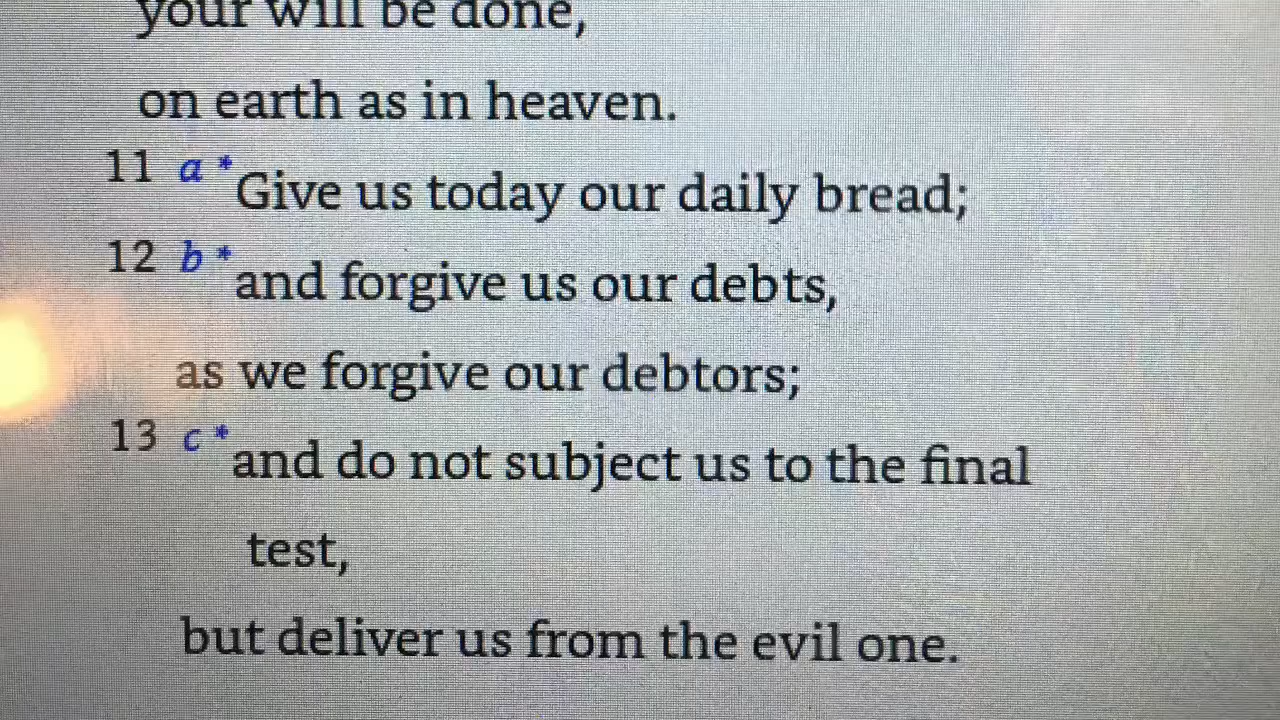 your will be done,
on earth as in heaven.
11 a * Give us today our daily bread;
12 b * and forgive us our debts,
as we forgive our debtors;
13 c * and do not subject us to the final
test,
but deliver us from the evil one.